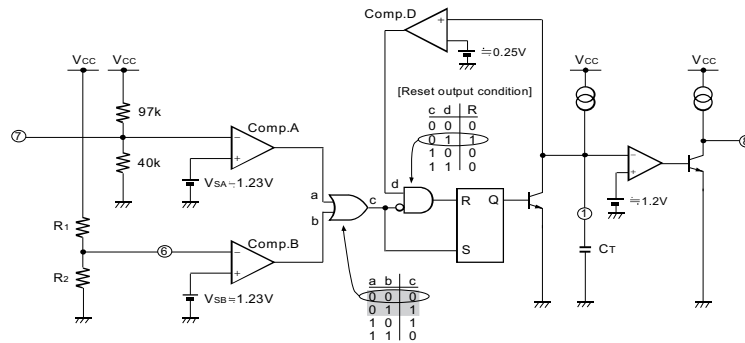 Comp.D
≒0.25V
VCC VCC
VCC VCC
[Reset output condition]
c d R
0 0 0
0 1 1
1 0 0
1 1 0
97k
⑦
Comp.A
40k
VSA≒1.23V
a
b
c
d
R Q
S
①
≒1.2V
CT
R1
⑥
Comp.B
R2
VSB≒1.23V
a b c
0 0 0
0 1 1
1 0 1
1 1 0